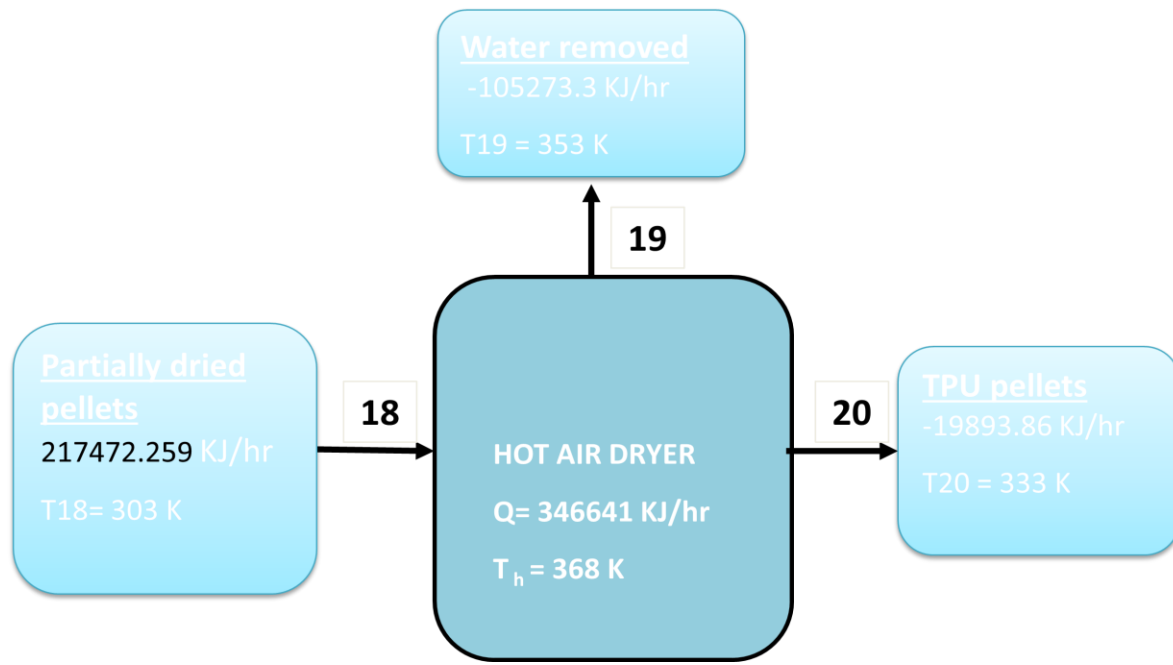 Water removed
-105273.3 KJ/hr
T19 = 353 K
19
Partially dried
pellets
217472.259 KJ/hr
T18= 303 K
18
HOT AIR DRYER
Q= 346641 KJ/hr
T h = 368 K
20
TPU pellets
-19893.86 KJ/hr
T20 = 333 K